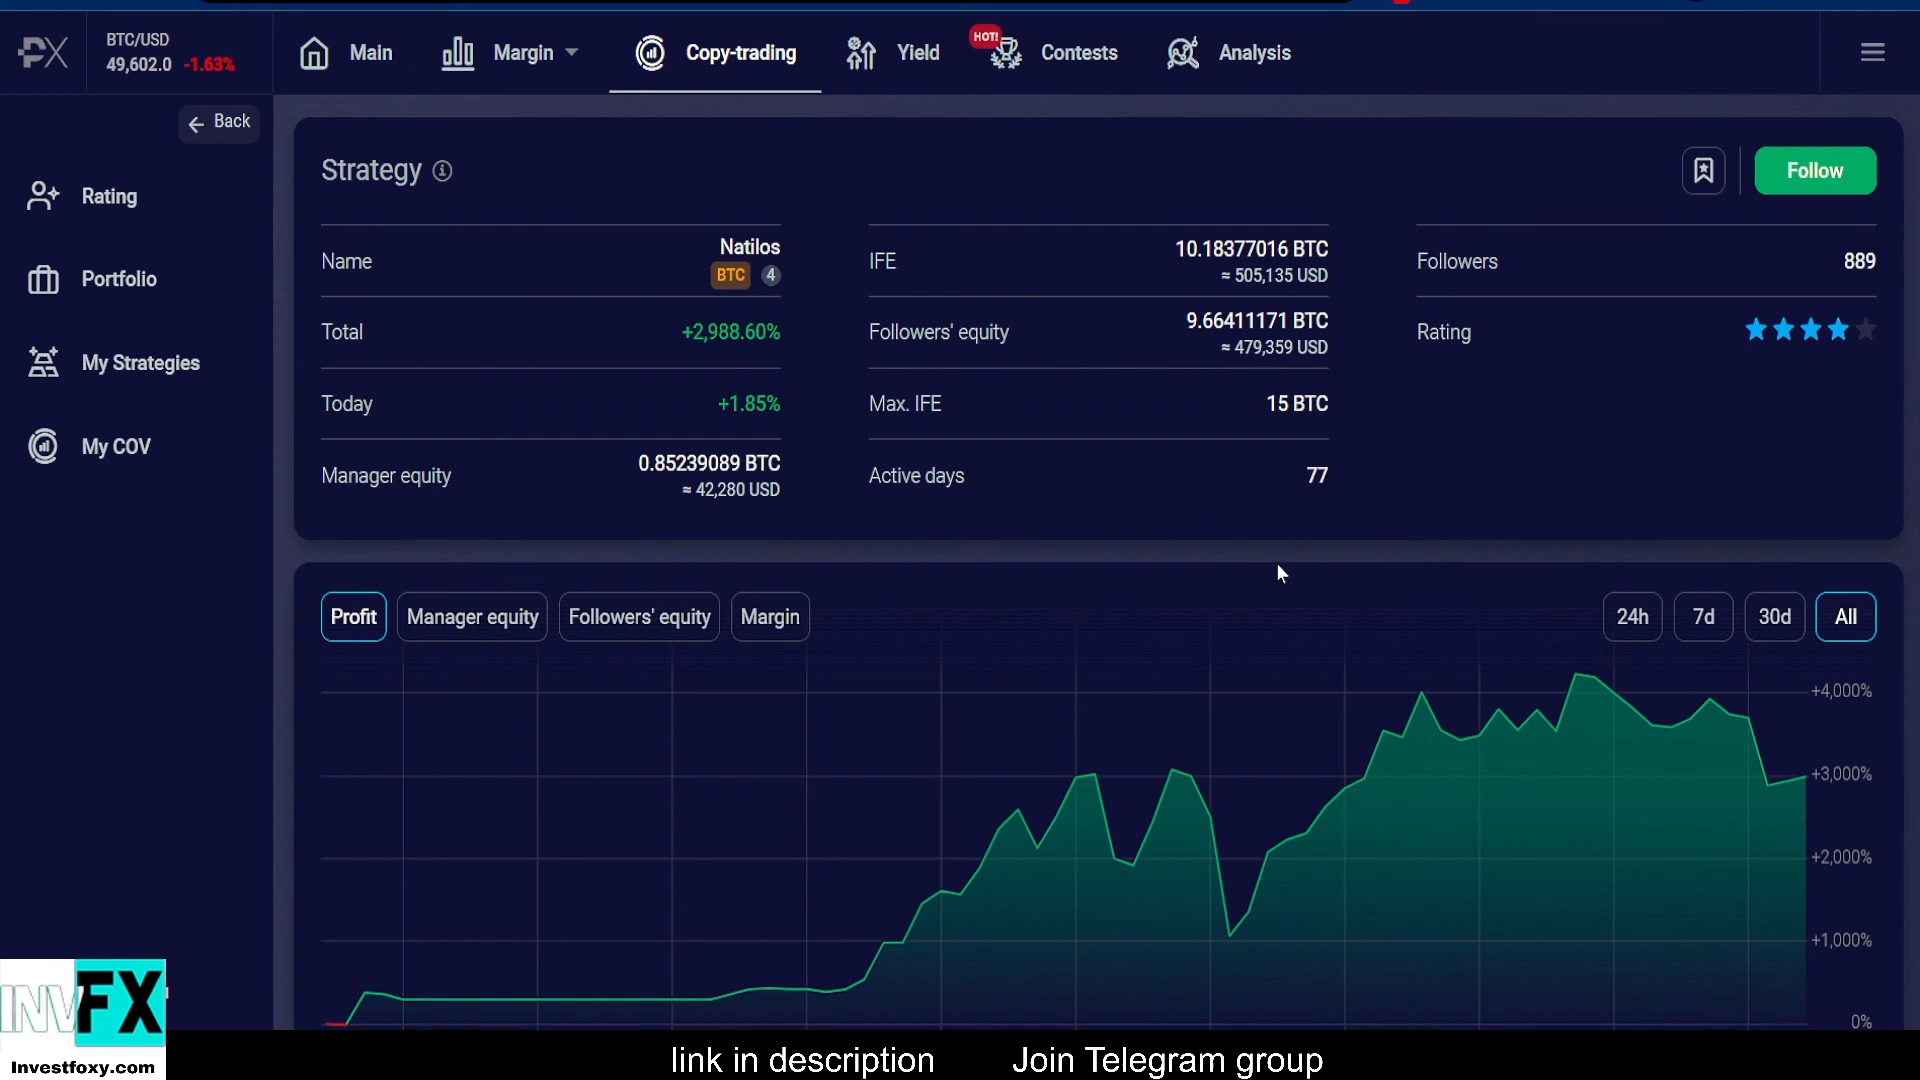 PX
BTC/USD
49,602.0 -1.63%
Main
Margin
Copy-trading
Yield
HOT!
Contests
Analysis
Back
Rating
Portfolio
My Strategies
My COV
Strategy
Follow
Name
Natilos
BTC 4
Total
+2,988.60%
Today
+1.85%
Manager equity
0.85239089 BTC
≈ 42,280 USD
IFE
10.18377016 BTC
≈ 505,135 USD
Followers' equity
9.66411171 BTC
≈ 479,359 USD
Max. IFE
15 BTC
Active days
77
Followers
889
Rating
Profit
Manager equity
Followers' equity
Margin
24h
7d
30d
All
+4,000%
+3,000%
+2,000%
+1,000%
0%
INVFX
Investfoxy.com
link in description
Join Telegram group